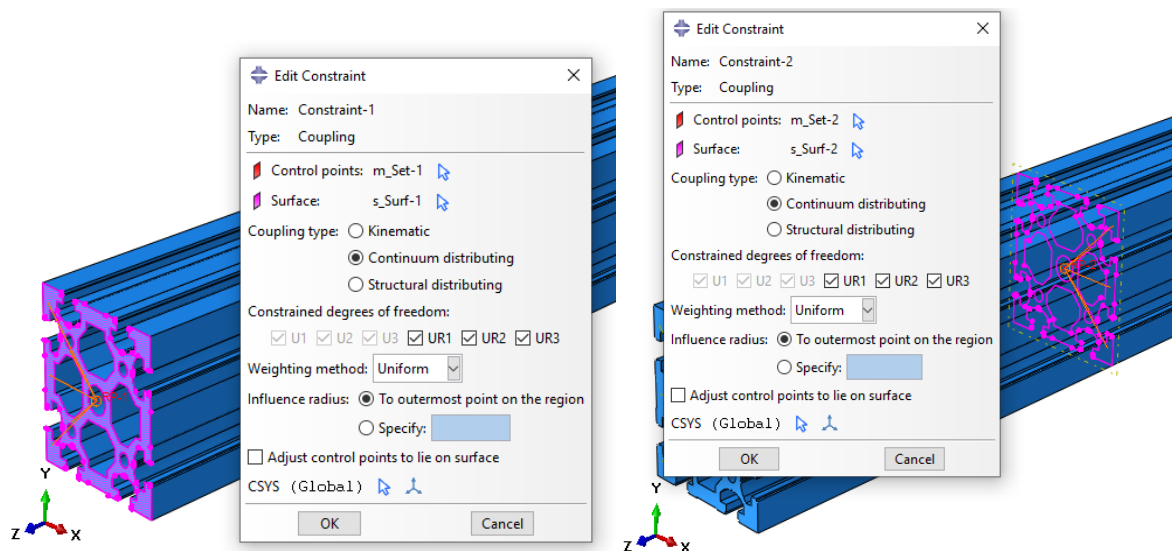 Edit Constraint
Name: Constraint-1
Type: Coupling
Control points: m_Set-1
Surface: s_Surf-1
Coupling type: Kinematic
Continuum distributing
Structural distributing
Constrained degrees of freedom:
U1 U2 U3 UR1 UR2 UR3
Weighting method: Uniform
Influence radius: To outermost point on the region
Specify:
Adjust control points to lie on surface
CSYS (Global)
OK Cancel
Y
Z X
Edit Constraint
Name: Constraint-2
Type: Coupling
Control points: m_Set-2
Surface: s_Surf-2
Coupling type: Kinematic
Continuum distributing
Structural distributing
Constrained degrees of freedom:
U1 U2 U3 UR1 UR2 UR3
Weighting method: Uniform
Influence radius: To outermost point on the region
Specify:
Adjust control points to lie on surface
CSYS (Global)
OK Cancel
Y
Z X